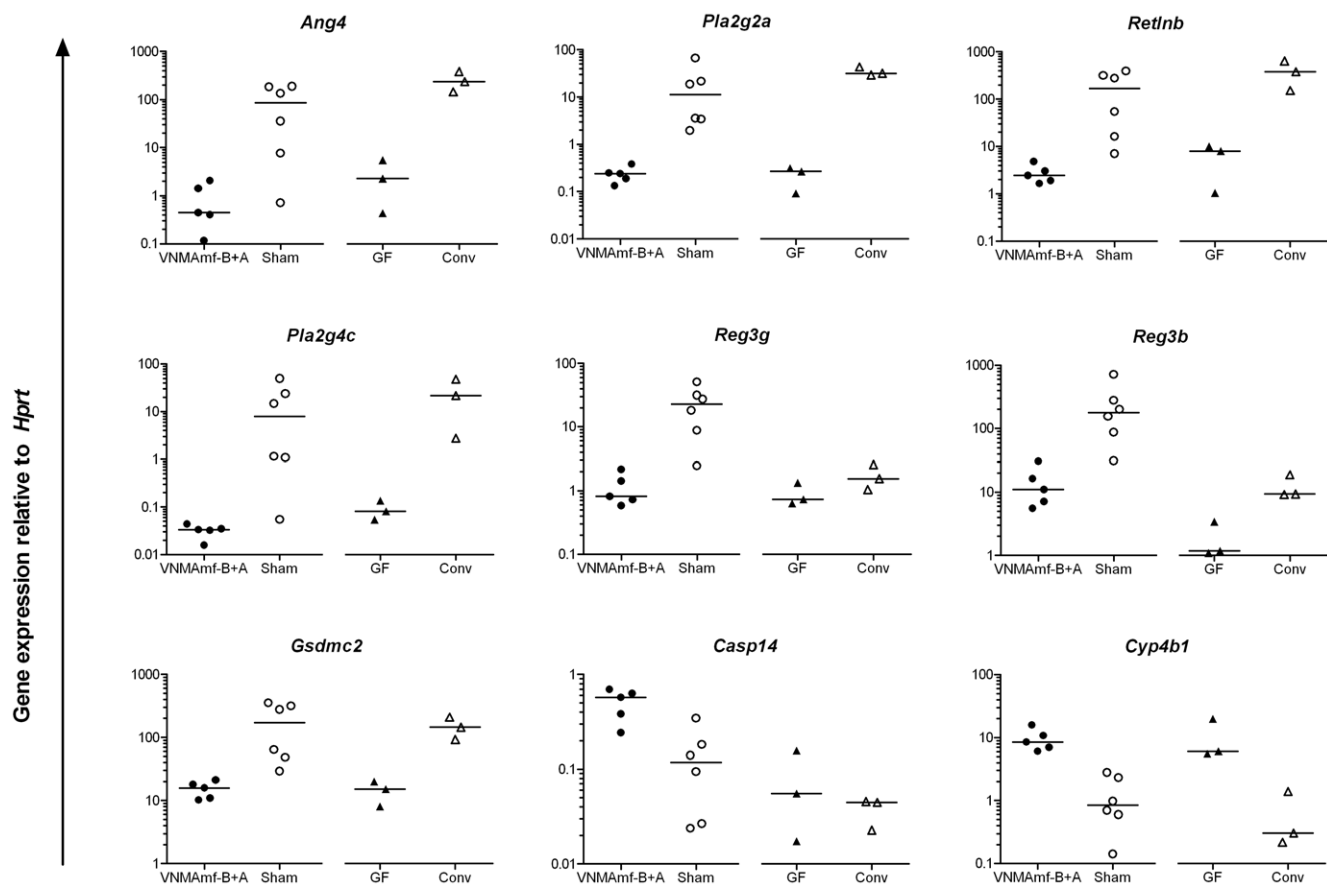 Gene expression relative to Hprt
Ang4
1000
100
10
1
0.1
VNMAmf-B+A Sham GF Conv
Pla2g2a
100
10
1
0.1
0.01
VNMAmf-B+A Sham GF Conv
Retlnb
1000
100
10
1
0.1
VNMAmf-B+A Sham GF Conv
Pla2g4c
100
10
1
0.1
0.01
VNMAmf-B+A Sham GF Conv
Reg3g
100
10
1
0.1
VNMAmf-B+A Sham GF Conv
Reg3b
1000
100
10
1
VNMAmf-B+A Sham GF Conv
Gsdmc2
1000
100
10
1
VNMAmf-B+A Sham GF Conv
Casp14
1
0.1
0.01
VNMAmf-B+A Sham GF Conv
Cyp4b1
100
10
1
0.1
VNMAmf-B+A Sham GF Conv